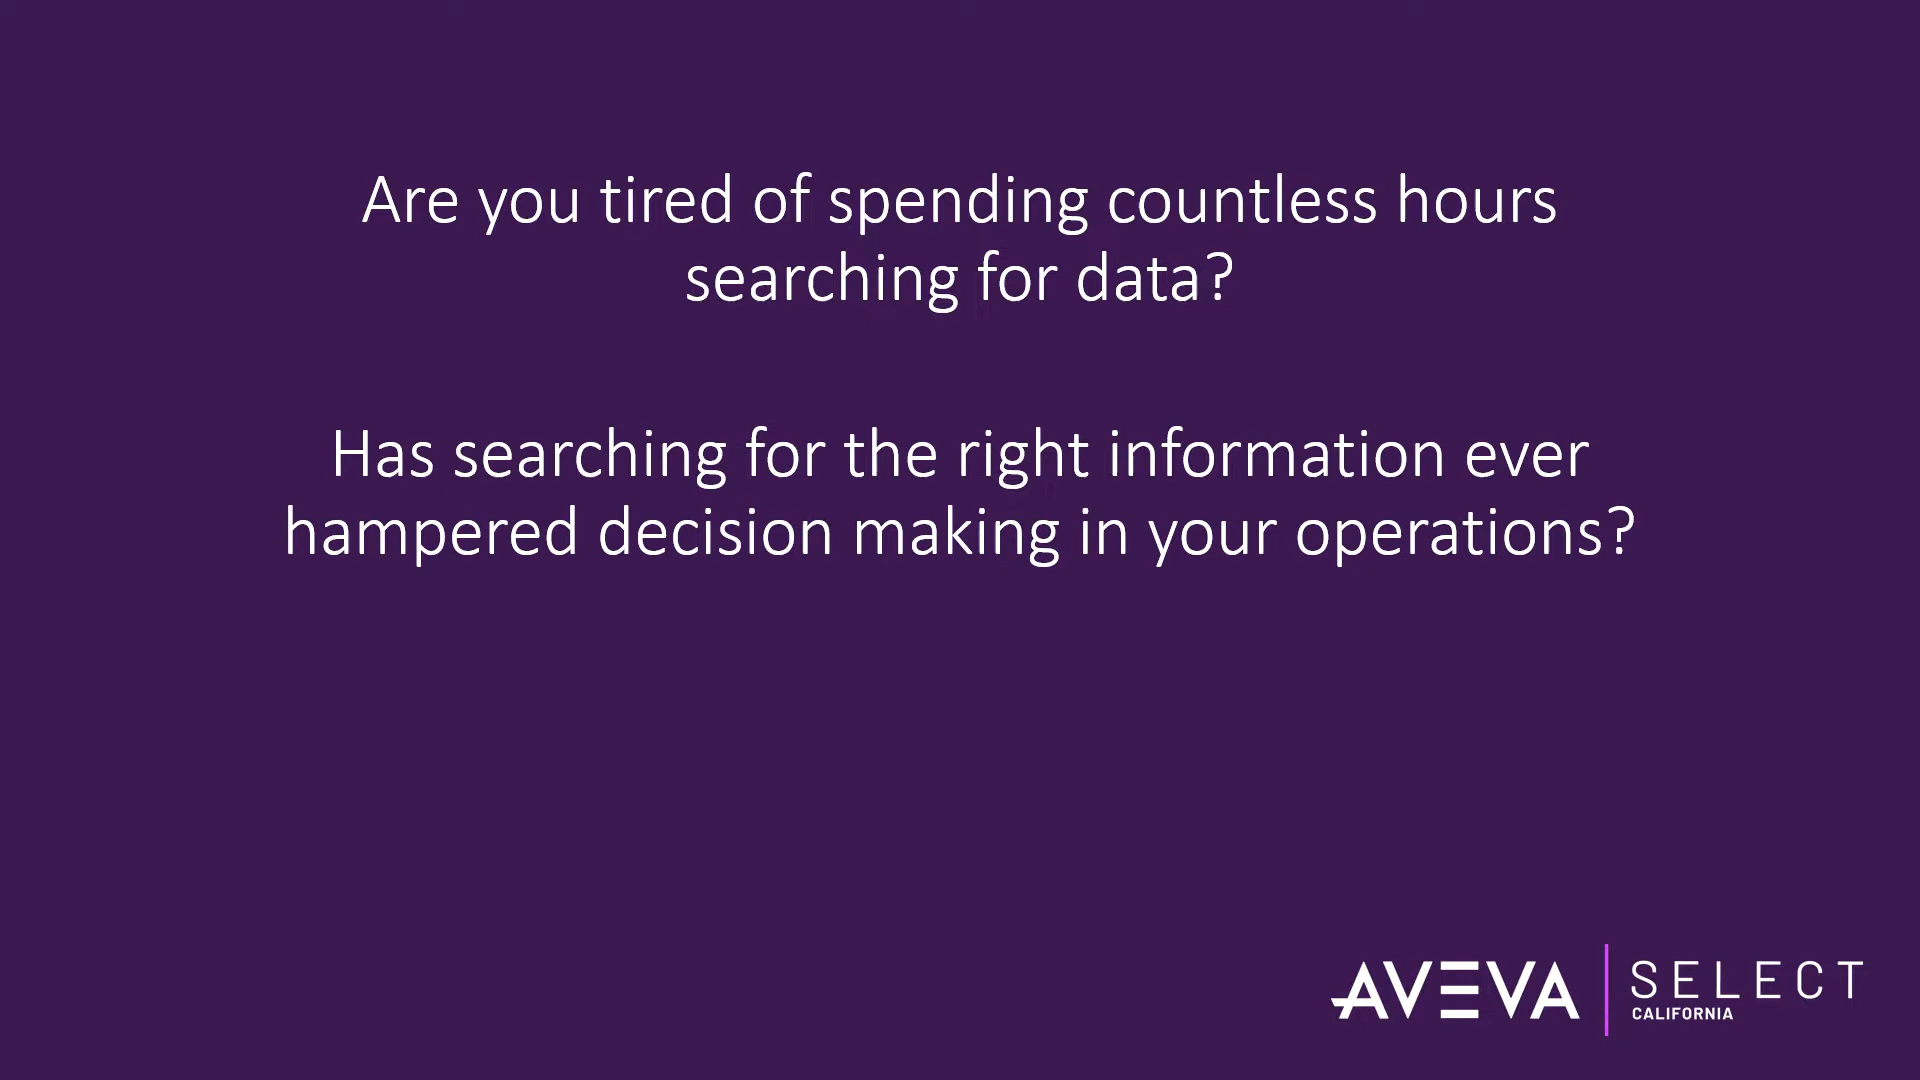 Are you tired of spending countless hours
searching for data?
Has searching for the right information ever
hampered decision making in your operations?
AVEVA
SELECT
CALIFORNIA